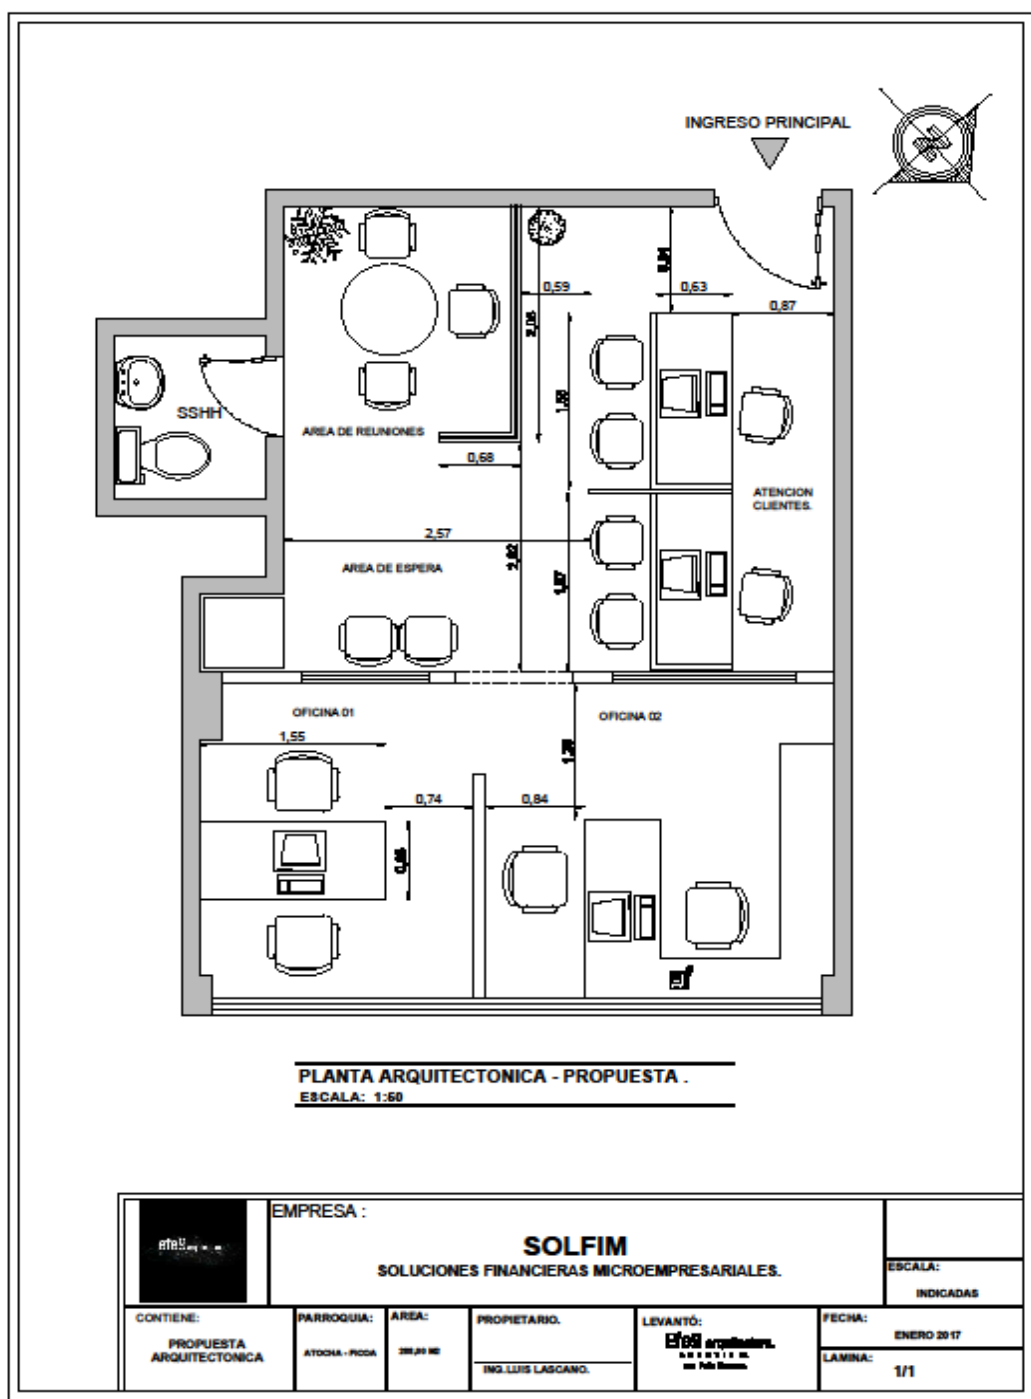 INGRESO PRINCIPAL
0,59
0,63
0,87
SSHH
AREA DE REUNIONES
0,68
ATENCION
CLIENTES.
2,57
AREA DE ESPERA
OFICINA 01
OFICINA 02
1,55
0,74
0,84
PLANTA ARQUITECTONICA - PROPUESTA .
ESCALA: 1:50
EMPRESA :
SOLFIM
SOLUCIONES FINANCIERAS MICROEMPRESARIALES.
ESCALA:
INDICADAS
CONTIENE:
PROPUESTA
ARQUITECTONICA
PARROQUIA:
ATOCHA - FICOA
AREA:
PROPIETARIO.
ING.LUIS LASCANO.
LEVANTÓ:
FECHA:
ENERO 2017
LAMINA:
1/1